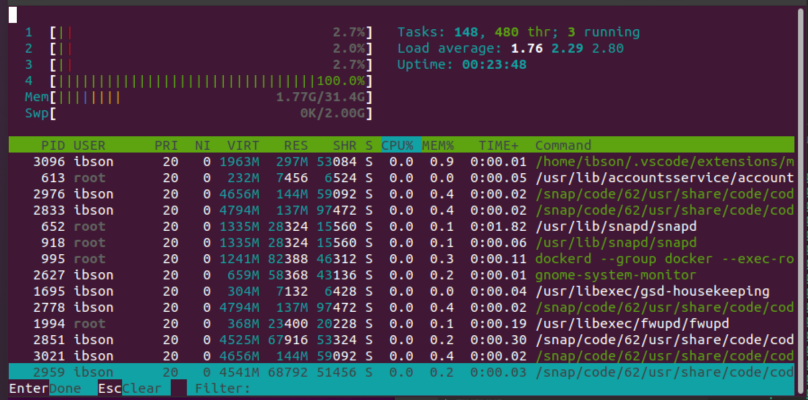 1 [|| 2.7%] Tasks: 148, 480 thr; 3 running
2 [|| 2.0%] Load average: 1.76 2.29 2.80
3 [|| 2.7%] Uptime: 00:23:48
4 [||||||||||||||||||||||||||||||||100.0%]
Mem[||||||||| 1.77G/31.4G]
Swp[ 0K/2.00G]
PID USER PRI NI VIRT RES SHR S CPU% MEM% TIME+ Command
3096 ibson 20 0 1963M 297M 53084 S 0.0 0.9 0:00.01 /home/ibson/.vscode/extensions/m
613 root 20 0 232M 7456 6524 S 0.0 0.0 0:00.05 /usr/lib/accountsservice/account
2976 ibson 20 0 4656M 144M 59092 S 0.0 0.4 0:00.02 /snap/code/62/usr/share/code/cod
2833 ibson 20 0 4794M 137M 97472 S 0.0 0.4 0:00.02 /snap/code/62/usr/share/code/cod
652 root 20 0 1335M 28324 15560 S 0.0 0.1 0:01.82 /usr/lib/snapd/snapd
918 root 20 0 1335M 28324 15560 S 0.0 0.1 0:00.06 /usr/lib/snapd/snapd
995 root 20 0 1241M 82388 46312 S 0.0 0.3 0:00.11 dockerd --group docker --exec-ro
2627 ibson 20 0 659M 58368 43136 S 0.0 0.2 0:00.01 gnome-system-monitor
1695 ibson 20 0 304M 7132 6428 S 0.0 0.0 0:00.04 /usr/libexec/gsd-housekeeping
2778 ibson 20 0 4794M 137M 97472 S 0.0 0.4 0:00.02 /snap/code/62/usr/share/code/cod
1994 root 20 0 368M 23400 20228 S 0.0 0.1 0:00.19 /usr/libexec/fwupd/fwupd
2851 ibson 20 0 4525M 67916 53324 S 0.0 0.2 0:00.30 /snap/code/62/usr/share/code/cod
3021 ibson 20 0 4656M 144M 59092 S 0.0 0.4 0:00.02 /snap/code/62/usr/share/code/cod
2959 ibson 20 0 4541M 68792 51456 S 0.0 0.2 0:00.03 /snap/code/62/usr/share/code/cod
EnterDone EscClear Filter: